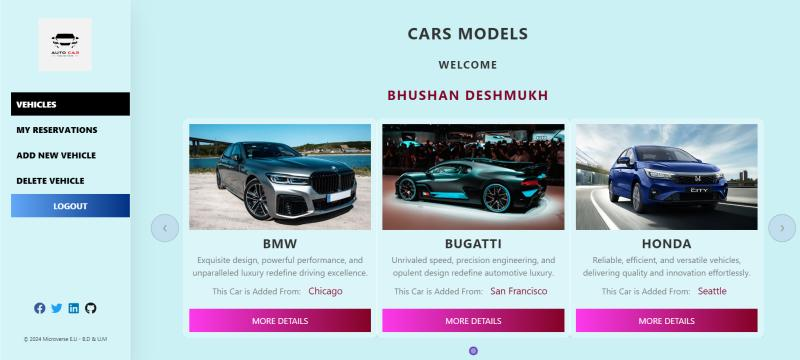 AUTO CAR
VEHICLES
MY RESERVATIONS
ADD NEW VEHICLE
DELETE VEHICLE
LOGOUT
© 2024 Microverse E.U - B.D & U.M
CARS MODELS
WELCOME
BHUSHAN DESHMUKH
BMW
Exquisite design, powerful performance, and
unparalleled luxury redefine driving excellence.
This Car is Added From: Chicago
MORE DETAILS
BUGATTI
Unrivaled speed, precision engineering, and
opulent design redefine automotive luxury.
This Car is Added From: San Francisco
MORE DETAILS
CITY
HONDA
Reliable, efficient, and versatile vehicles,
delivering quality and innovation effortlessly.
This Car is Added From: Seattle
MORE DETAILS